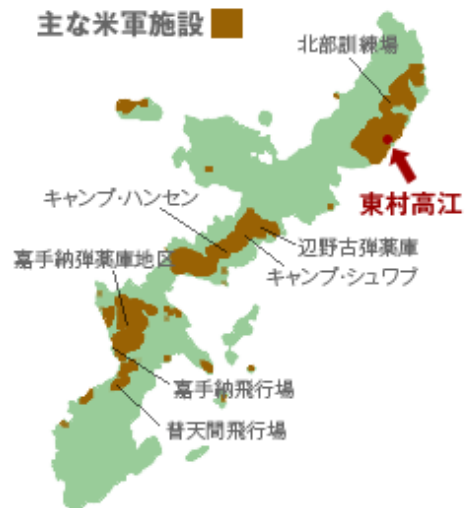 主な米軍施設
北部訓練場
東村高江
キャンプ・ハンセン
辺野古弾薬庫
嘉手納弾薬庫地区
キャンプ・シュワブ
嘉手納飛行場
普天間飛行場